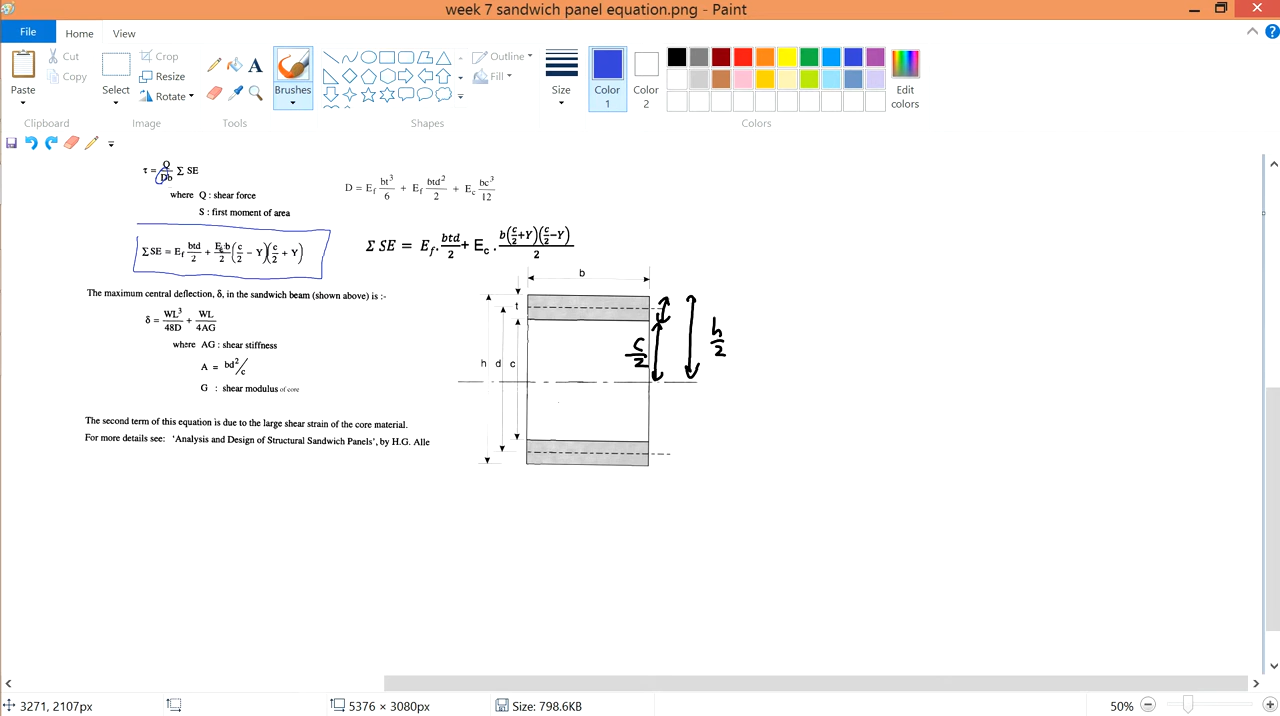 week 7 sandwich panel equation.png - Paint
File Home View
Paste
Cut
Copy
Clipboard
Select
Crop
Resize
Rotate
Image
Tools
Brushes
Outline
Fill
Shapes
Size
Color 1
Color 2
Edit colors
Colors
τ = Q/Db Σ SE
where Q : shear force
S : first moment of area
D = E_f bt³/6 + E_f btd²/2 + E_c bc³/12
ΣSE = E_f btd/2 + E_c b/2 (c/2 − Y)(c/2 + Y)
Σ SE = E_f. btd/2 + E_c . b(c/2+Y)(c/2−Y)/2
The maximum central deflection, δ, in the sandwich beam (shown above) is :-
δ = WL³/48D + WL/4AG
where AG : shear stiffness
A = bd²/c
G : shear modulus of core
The second term of this equation is due to the large shear strain of the core material.
For more details see: 'Analysis and Design of Structural Sandwich Panels', by H.G. Alle
b
t
h d c
c/2
h/2
3271, 2107px
5376 × 3080px
Size: 798.6KB
50%